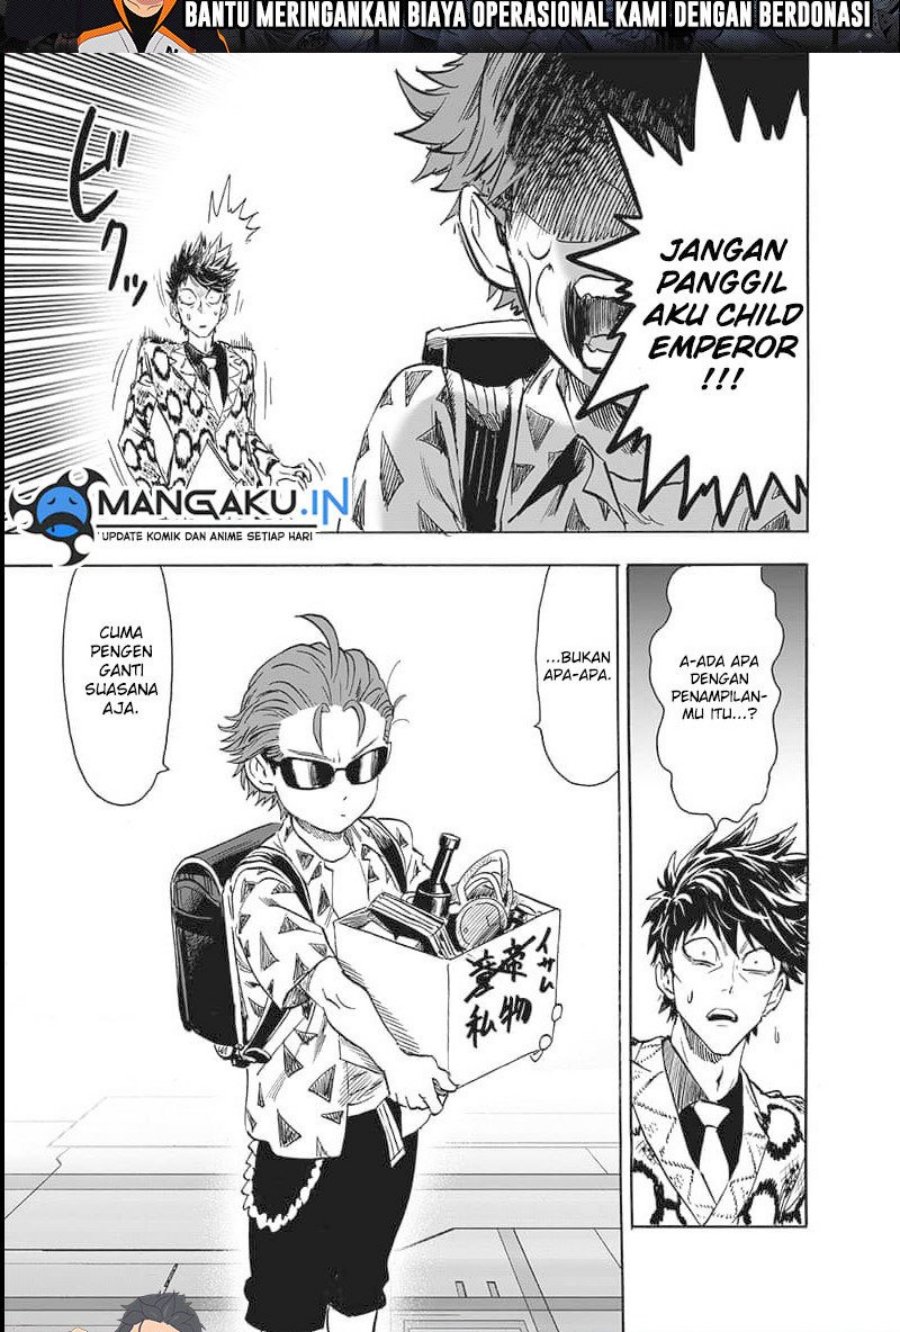 BANTU MERINGANKAN BIAYA OPERASIONAL KAMI DENGAN BERDONASI
ビクッ
JANGAN
PANGGIL
AKU CHILD
EMPEROR
!!!
MANGAKU.IN
UPDATE KOMIK DAN ANIME SETIAP HARI
A-ADA APA
DENGAN
PENAMPILAN-
MU ITU...?
...BUKAN
APA-APA.
CUMA
PENGEN
GANTI
SUASANA
AJA.
イサム
童帝
私物